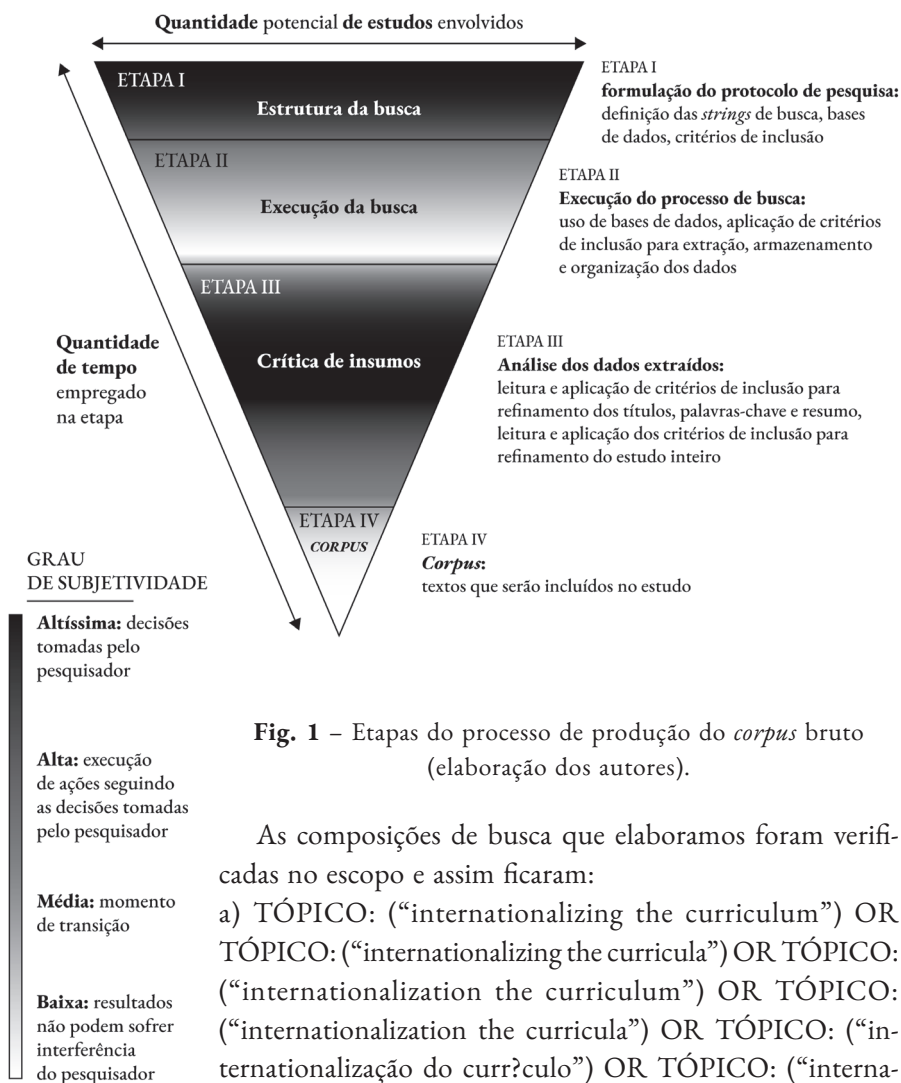 Quantidade potencial de estudos envolvidos
ETAPA I
Estrutura da busca
ETAPA I
formulação do protocolo de pesquisa:
definição das strings de busca, bases
de dados, critérios de inclusão
ETAPA II
Execução da busca
ETAPA II
Execução do processo de busca:
uso de bases de dados, aplicação de critérios
de inclusão para extração, armazenamento
e organização dos dados
ETAPA III
Crítica de insumos
ETAPA III
Análise dos dados extraídos:
leitura e aplicação de critérios de inclusão para
refinamento dos títulos, palavras-chave e resumo,
leitura e aplicação dos critérios de inclusão para
refinamento do estudo inteiro
Quantidade
de tempo
empregado
na etapa
ETAPA IV
CORPUS
ETAPA IV
Corpus:
textos que serão incluídos no estudo
GRAU
DE SUBJETIVIDADE
Altíssima: decisões
tomadas pelo
pesquisador
Alta: execução
de ações seguindo
as decisões tomadas
pelo pesquisador
Média: momento
de transição
Baixa: resultados
não podem sofrer
interferência
do pesquisador
Fig. 1 – Etapas do processo de produção do corpus bruto
(elaboração dos autores).
As composições de busca que elaboramos foram verifi-
cadas no escopo e assim ficaram:
a) TÓPICO: (“internationalizing the curriculum”) OR
TÓPICO: (“internationalizing the curricula”) OR TÓPICO:
(“internationalization the curriculum”) OR TÓPICO:
(“internationalization the curricula”) OR TÓPICO: (“in-
ternationalização do curr?culo”) OR TÓPICO: (“interna-